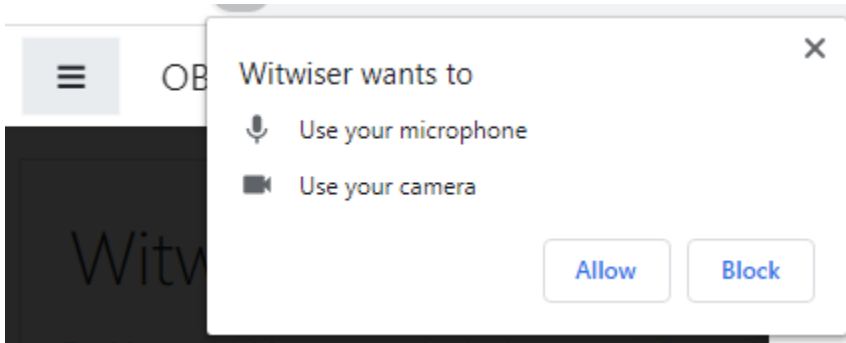 OB
Witwiser wants to
Use your microphone
Use your camera
Witw
Allow
Block